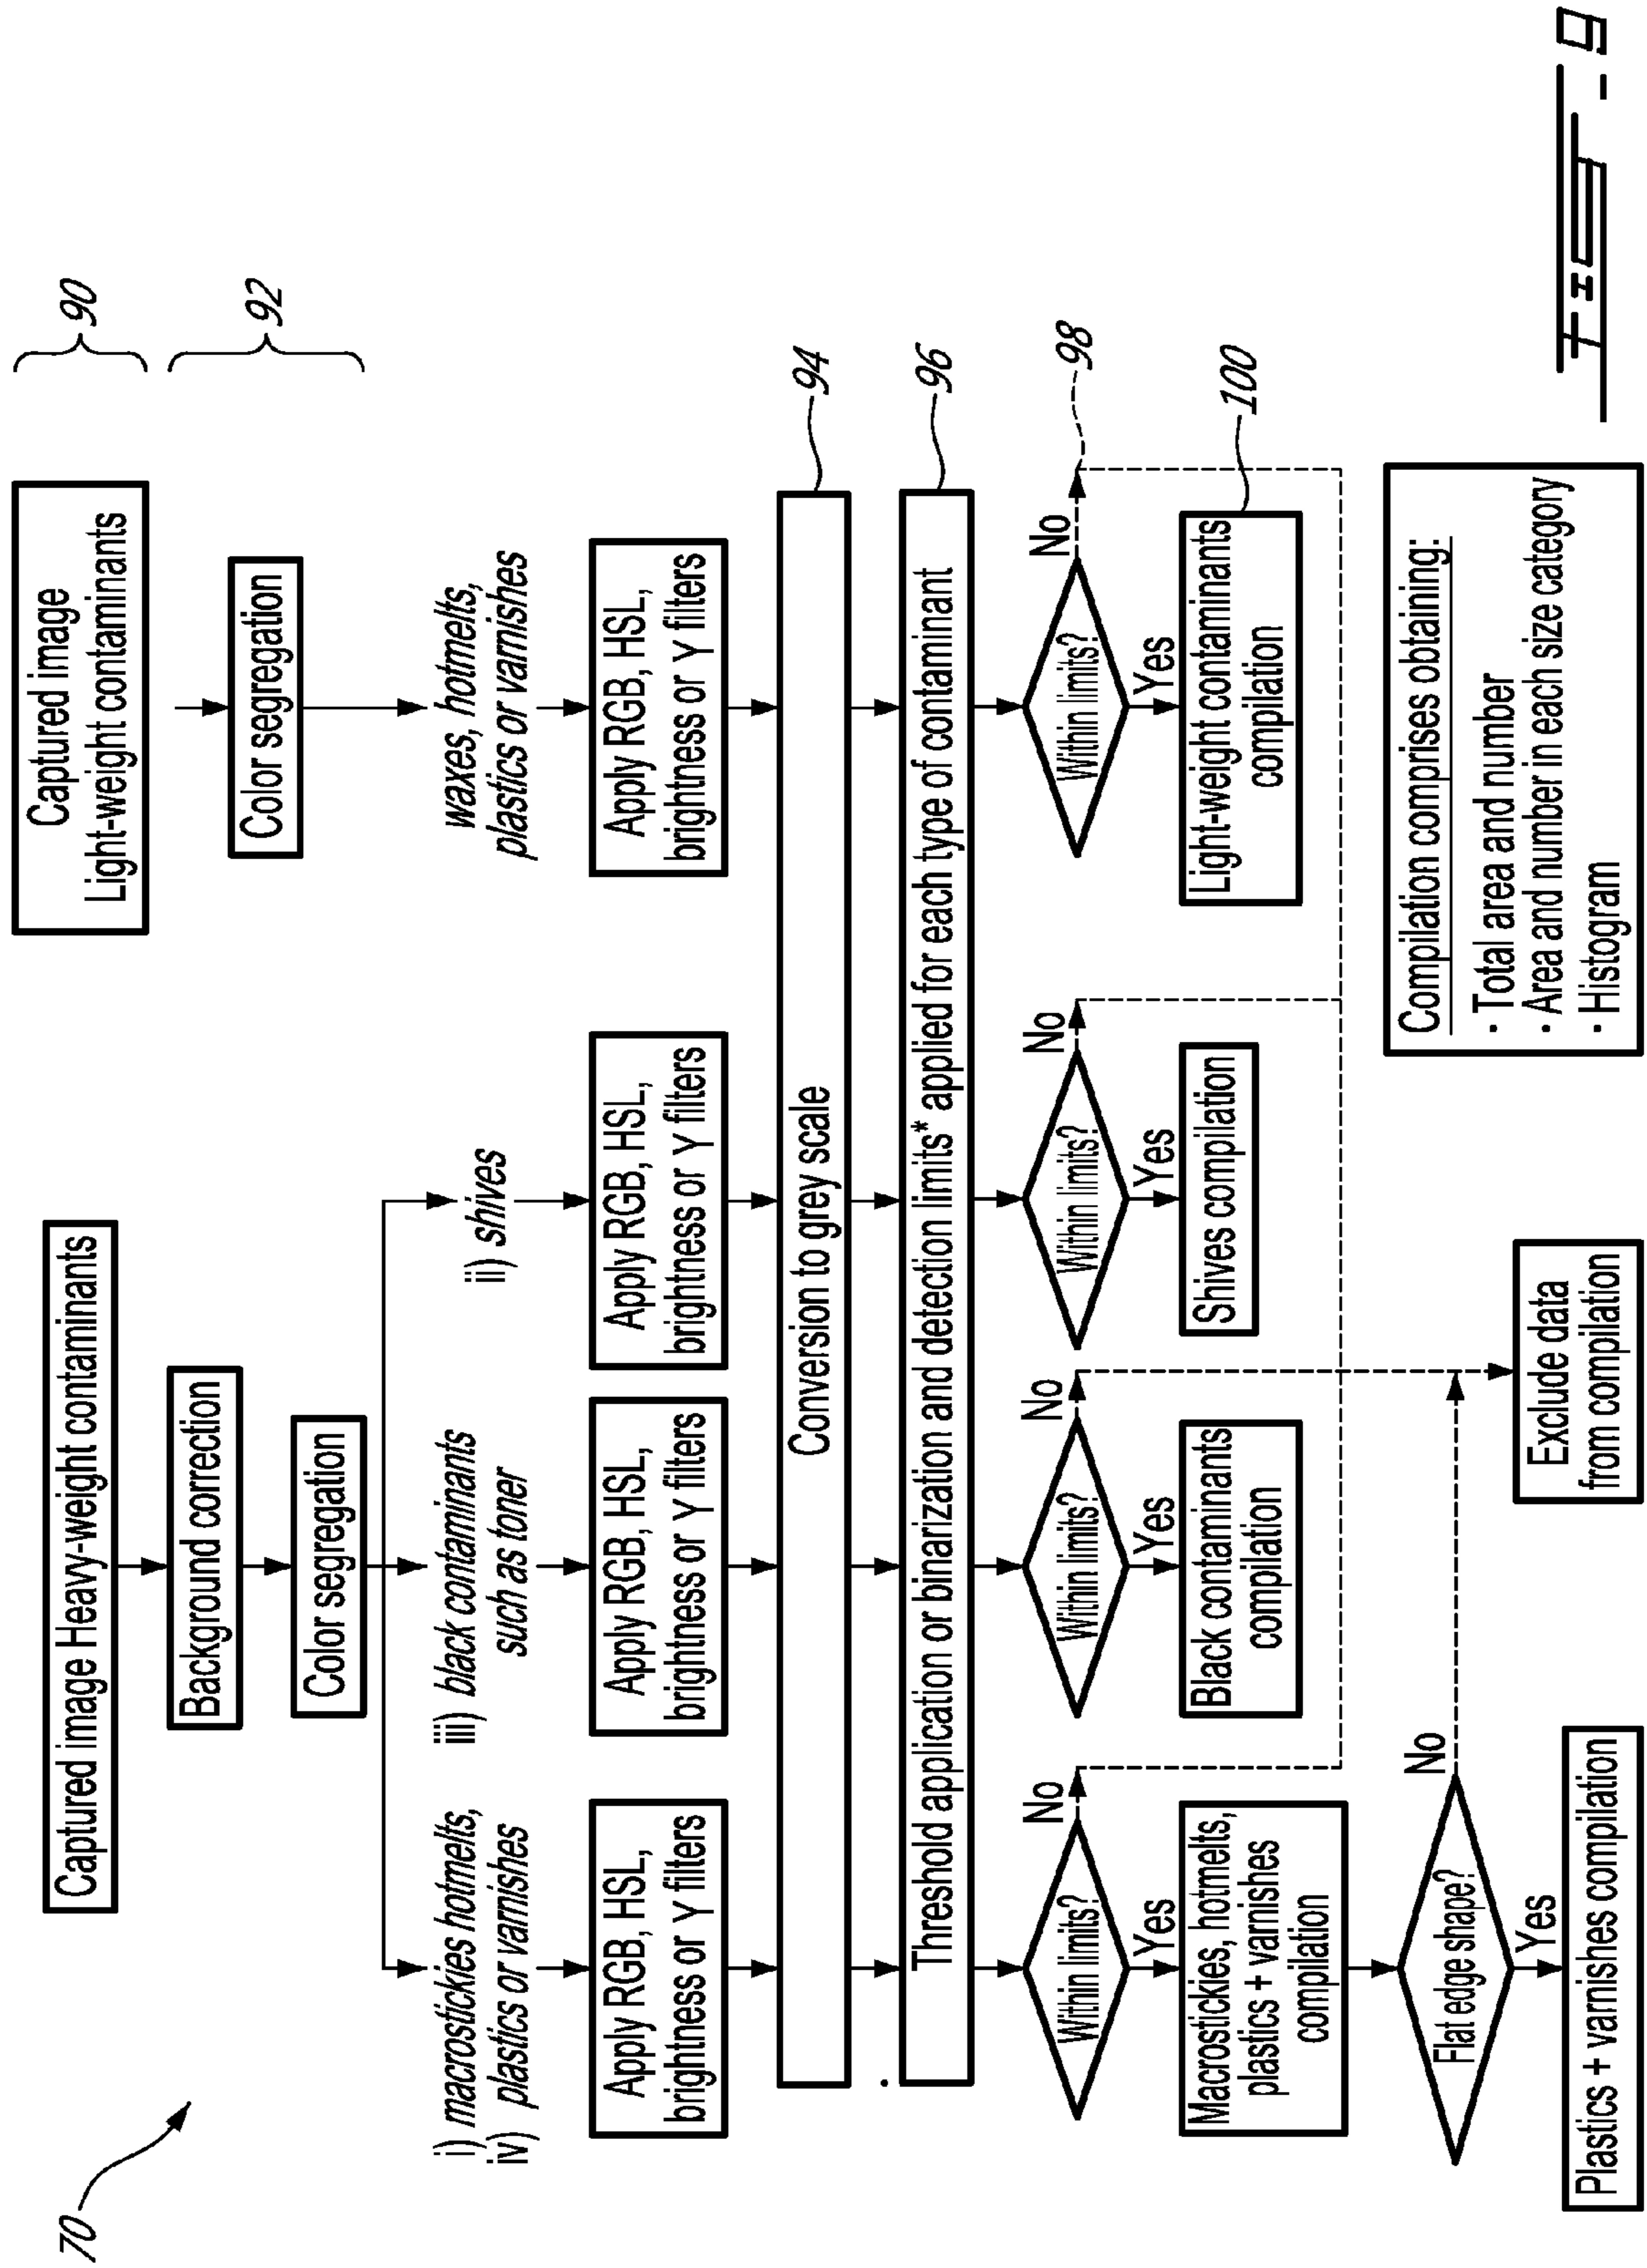 70
Captured image Heavy-weight contaminants
Captured image
Light-weight contaminants
90
Background correction
Color segregation
Color segregation
92
i) macrostickies hotmelts,
iv) plastics or varnishes
iii) black contaminants
such as toner
ii) shives
waxes, hotmelts,
plastics or varnishes
Apply RGB, HSL,
brightness or Y filters
Apply RGB, HSL,
brightness or Y filters
Apply RGB, HSL,
brightness or Y filters
Apply RGB, HSL,
brightness or Y filters
Conversion to grey scale
94
Threshold application or binarization and detection limits* applied for each type of contaminant
96
Within limits?
No
Within limits?
No
Within limits?
No
Within limits?
No
98
Yes
Yes
Yes
Yes
Macrostickies, hotmelts,
plastics + varnishes
compilation
Black contaminants
compilation
Shives compilation
Light-weight contaminants
compilation
100
Flat edge shape?
No
Yes
Plastics + varnishes compilation
Exclude data
from compilation
Compilation comprises obtaining:
· Total area and number
· Area and number in each size category
· Histogram
FIG-9